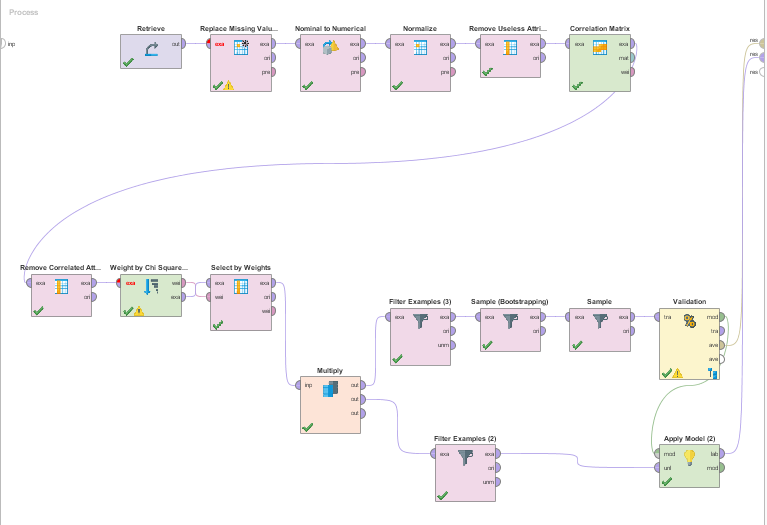 Process
Retrieve
Replace Missing Valu...
Nominal to Numerical
Normalize
Remove Useless Attri...
Correlation Matrix
inp
out
exa exa
ori
pre
exa exa
ori
pre
exa exa
ori
pre
exa exa
ori
exa exa
mat
wei
res
res
res
Remove Correlated Att...
Weight by Chi Square...
Select by Weights
exa exa
ori
exa wei
exa
exa exa
wei ori
wei
Filter Examples (3)
Sample (Bootstrapping)
Sample
Validation
exa exa
ori
unm
exa exa
ori
exa exa
ori
tra mod
tra
ave
ave
Multiply
inp out
out
out
Filter Examples (2)
exa exa
ori
unm
Apply Model (2)
mod lab
unl mod